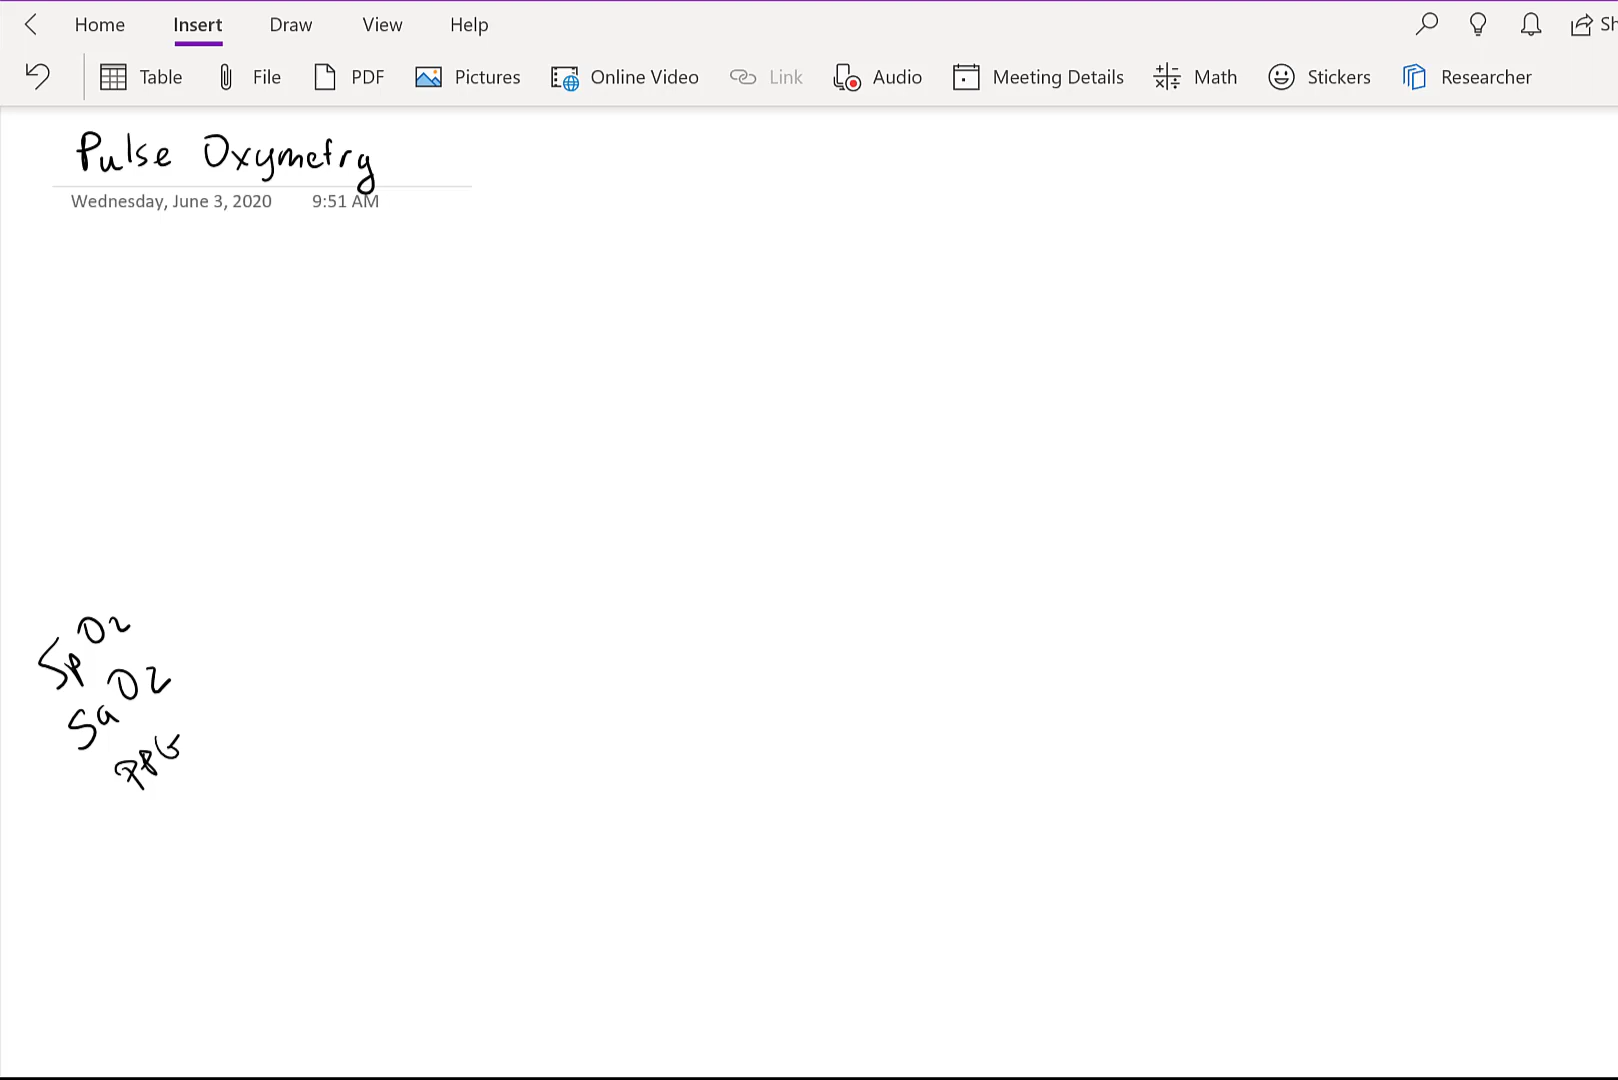 Home Insert Draw View Help Sh
Table File PDF Pictures Online Video Link Audio Meeting Details Math Stickers Researcher
Pulse Oxymetry
Wednesday, June 3, 2020 9:51 AM
SpO2
SaO2
PPG